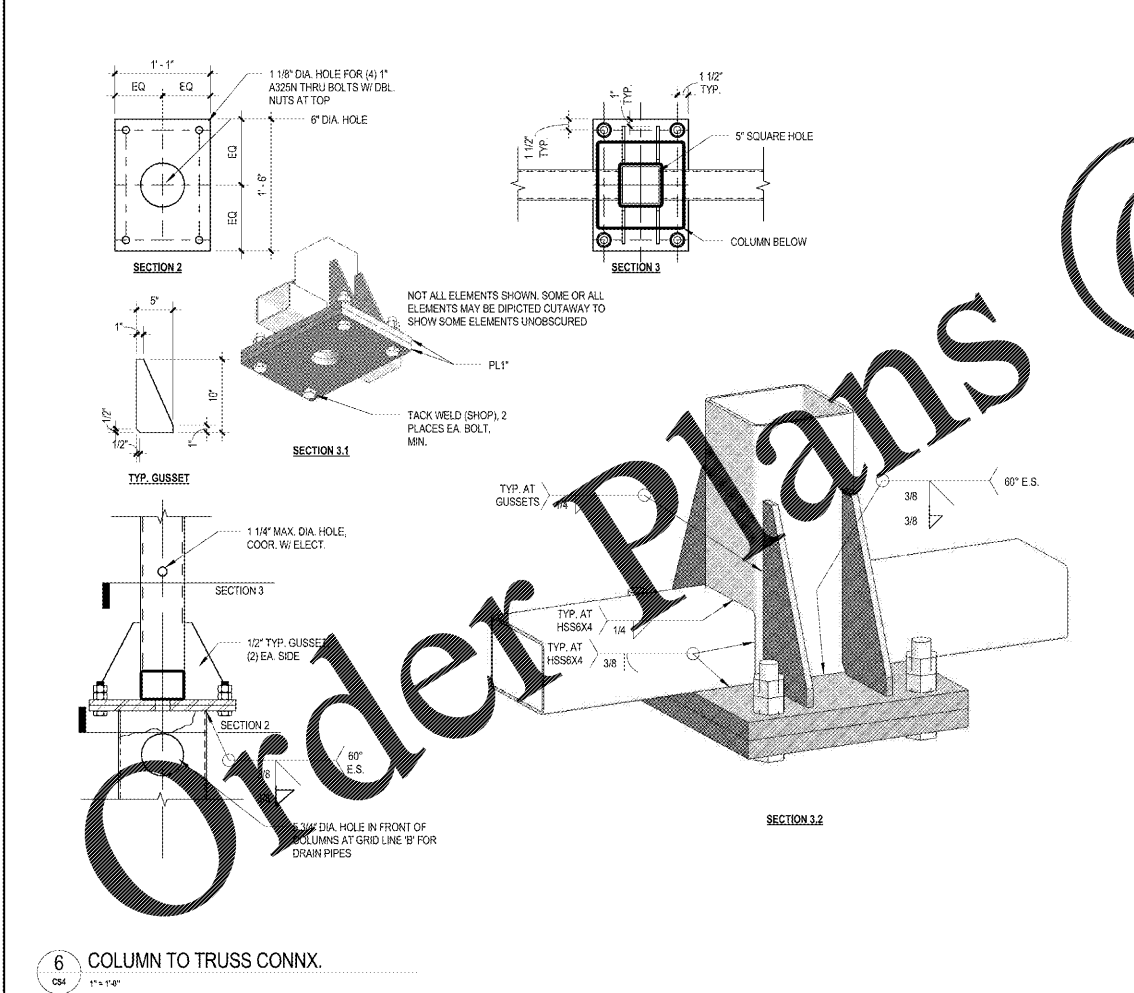 1' - 1"
EQ EQ
1 1/8" DIA. HOLE FOR (4) 1"
A325N THRU BOLTS W/ DBL.
NUTS AT TOP
6" DIA. HOLE
EQ
1' - 6"
EQ
SECTION 2
1 1/2"
TYP.
1"
TYP.
1 1/2"
TYP.
5" SQUARE HOLE
COLUMN BELOW
SECTION 3
NOT ALL ELEMENTS SHOWN. SOME OR ALL
ELEMENTS MAY BE DIPICTED CUTAWAY TO
SHOW SOME ELEMENTS UNOBSCURED
PL1"
TACK WELD (SHOP), 2
PLACES EA. BOLT,
MIN.
SECTION 3.1
5"
1"
10"
1/2"
1/2"
1"
TYP. GUSSET
1 1/4" MAX. DIA. HOLE,
COOR. W/ ELECT.
SECTION 3
1/2" TYP. GUSSET
(2) EA. SIDE
SECTION 2
60°
E.S.
5 3/4" DIA. HOLE IN FRONT OF
COLUMNS AT GRID LINE 'B' FOR
DRAIN PIPES
TYP. AT
GUSSETS
1/4
3/8
3/8
60° E.S.
TYP. AT
HSS6X4
1/4
TYP. AT
HSS6X4
3/8
SECTION 3.2
Order Plans
6
CS4
COLUMN TO TRUSS CONNX.
1" = 1'-0"